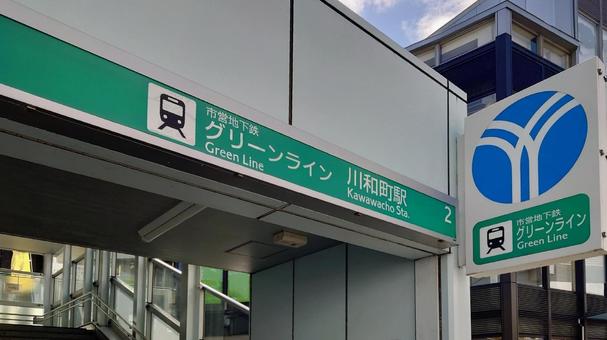 市営地下鉄
グリーンライン 川和町駅
Green Line Kawawacho Sta.
2
市営地下鉄
グリーンライン
Green Line